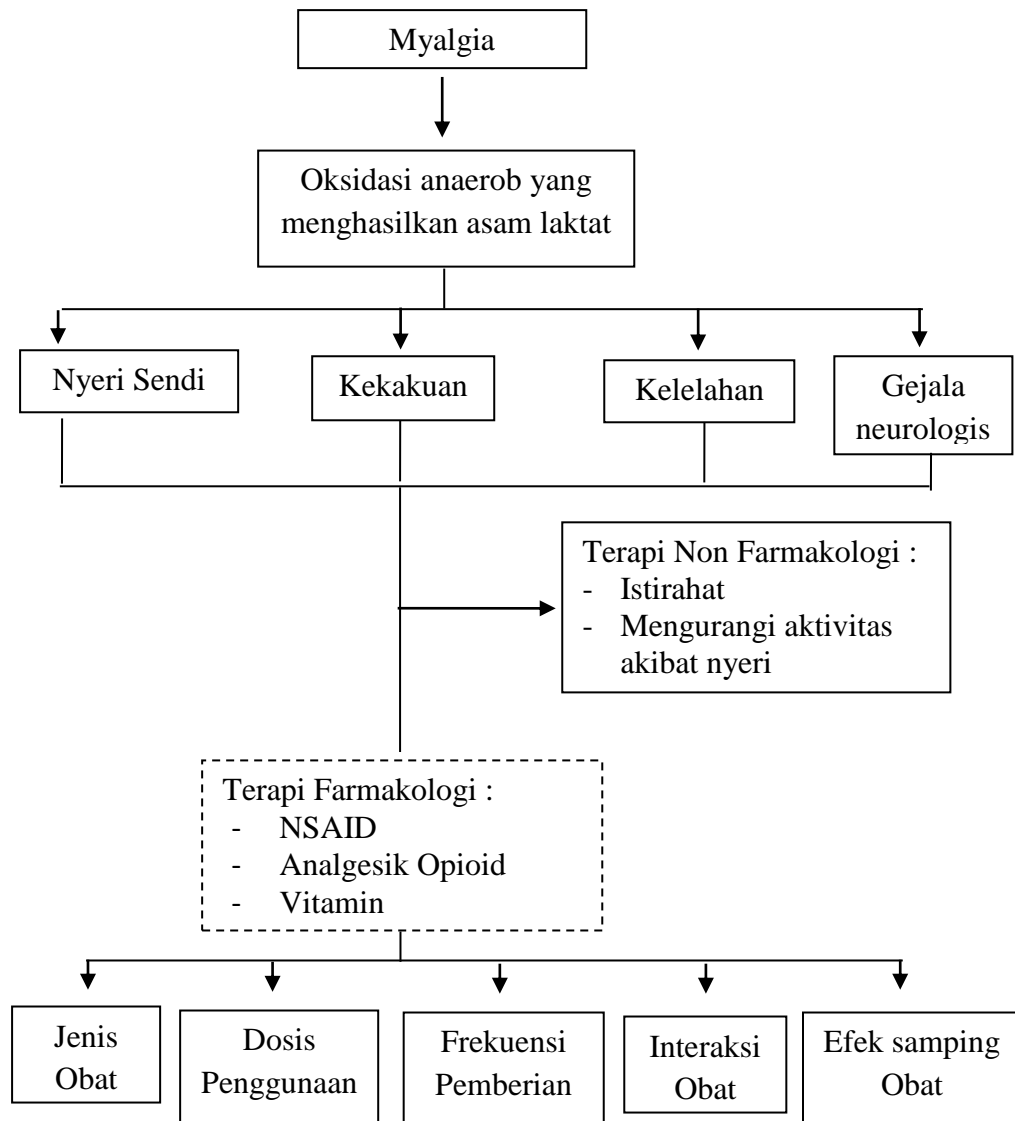 Myalgia
Oksidasi anaerob yang
menghasilkan asam laktat
Nyeri Sendi
Kekakuan
Kelelahan
Gejala
neurologis
Terapi Non Farmakologi :
- Istirahat
- Mengurangi aktivitas
akibat nyeri
Terapi Farmakologi :
- NSAID
- Analgesik Opioid
- Vitamin
Jenis
Obat
Dosis
Penggunaan
Frekuensi
Pemberian
Interaksi
Obat
Efek samping
Obat